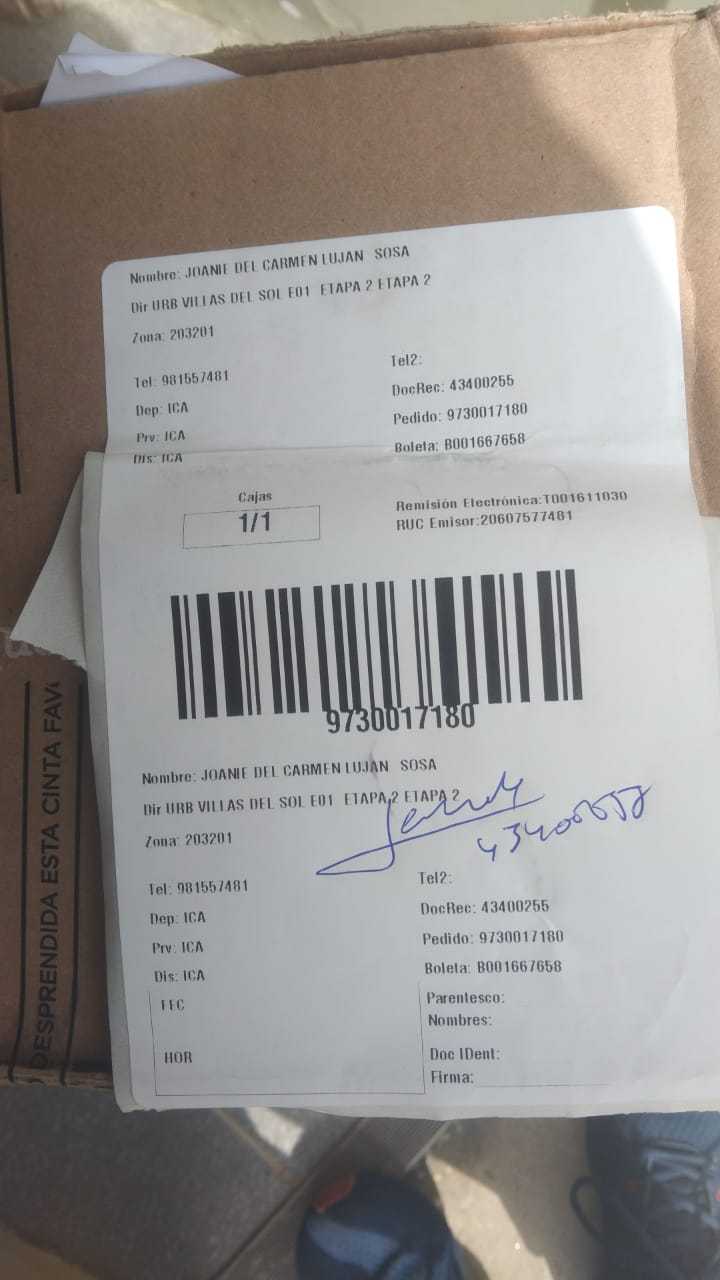 Nombre: JOANIE DEL CARMEN LUJAN SOSA
Dir URB VILLAS DEL SOL E01 ETAPA 2 ETAPA 2
Zona: 203201
Tel: 981557481
Tel2:
Dep: ICA
DocRec: 43400255
Prv: ICA
Pedido: 9730017180
Dis: ICA
Boleta: B001667658
Cajas
1/1
Remisión Electrónica:T001611030
RUC Emisor:20607577481
9730017180
Nombre: JOANIE DEL CARMEN LUJAN SOSA
Dir URB VILLAS DEL SOL E01 ETAPA 2 ETAPA 2
Zona: 203201
Tel: 981557481
Tel2:
Dep: ICA
DocRec: 43400255
Prv: ICA
Pedido: 9730017180
Dis: ICA
Boleta: B001667658
FEC
Parentesco:
Nombres:
HOR
Doc IDent:
Firma:
DESPRENDIDA ESTA CINTA